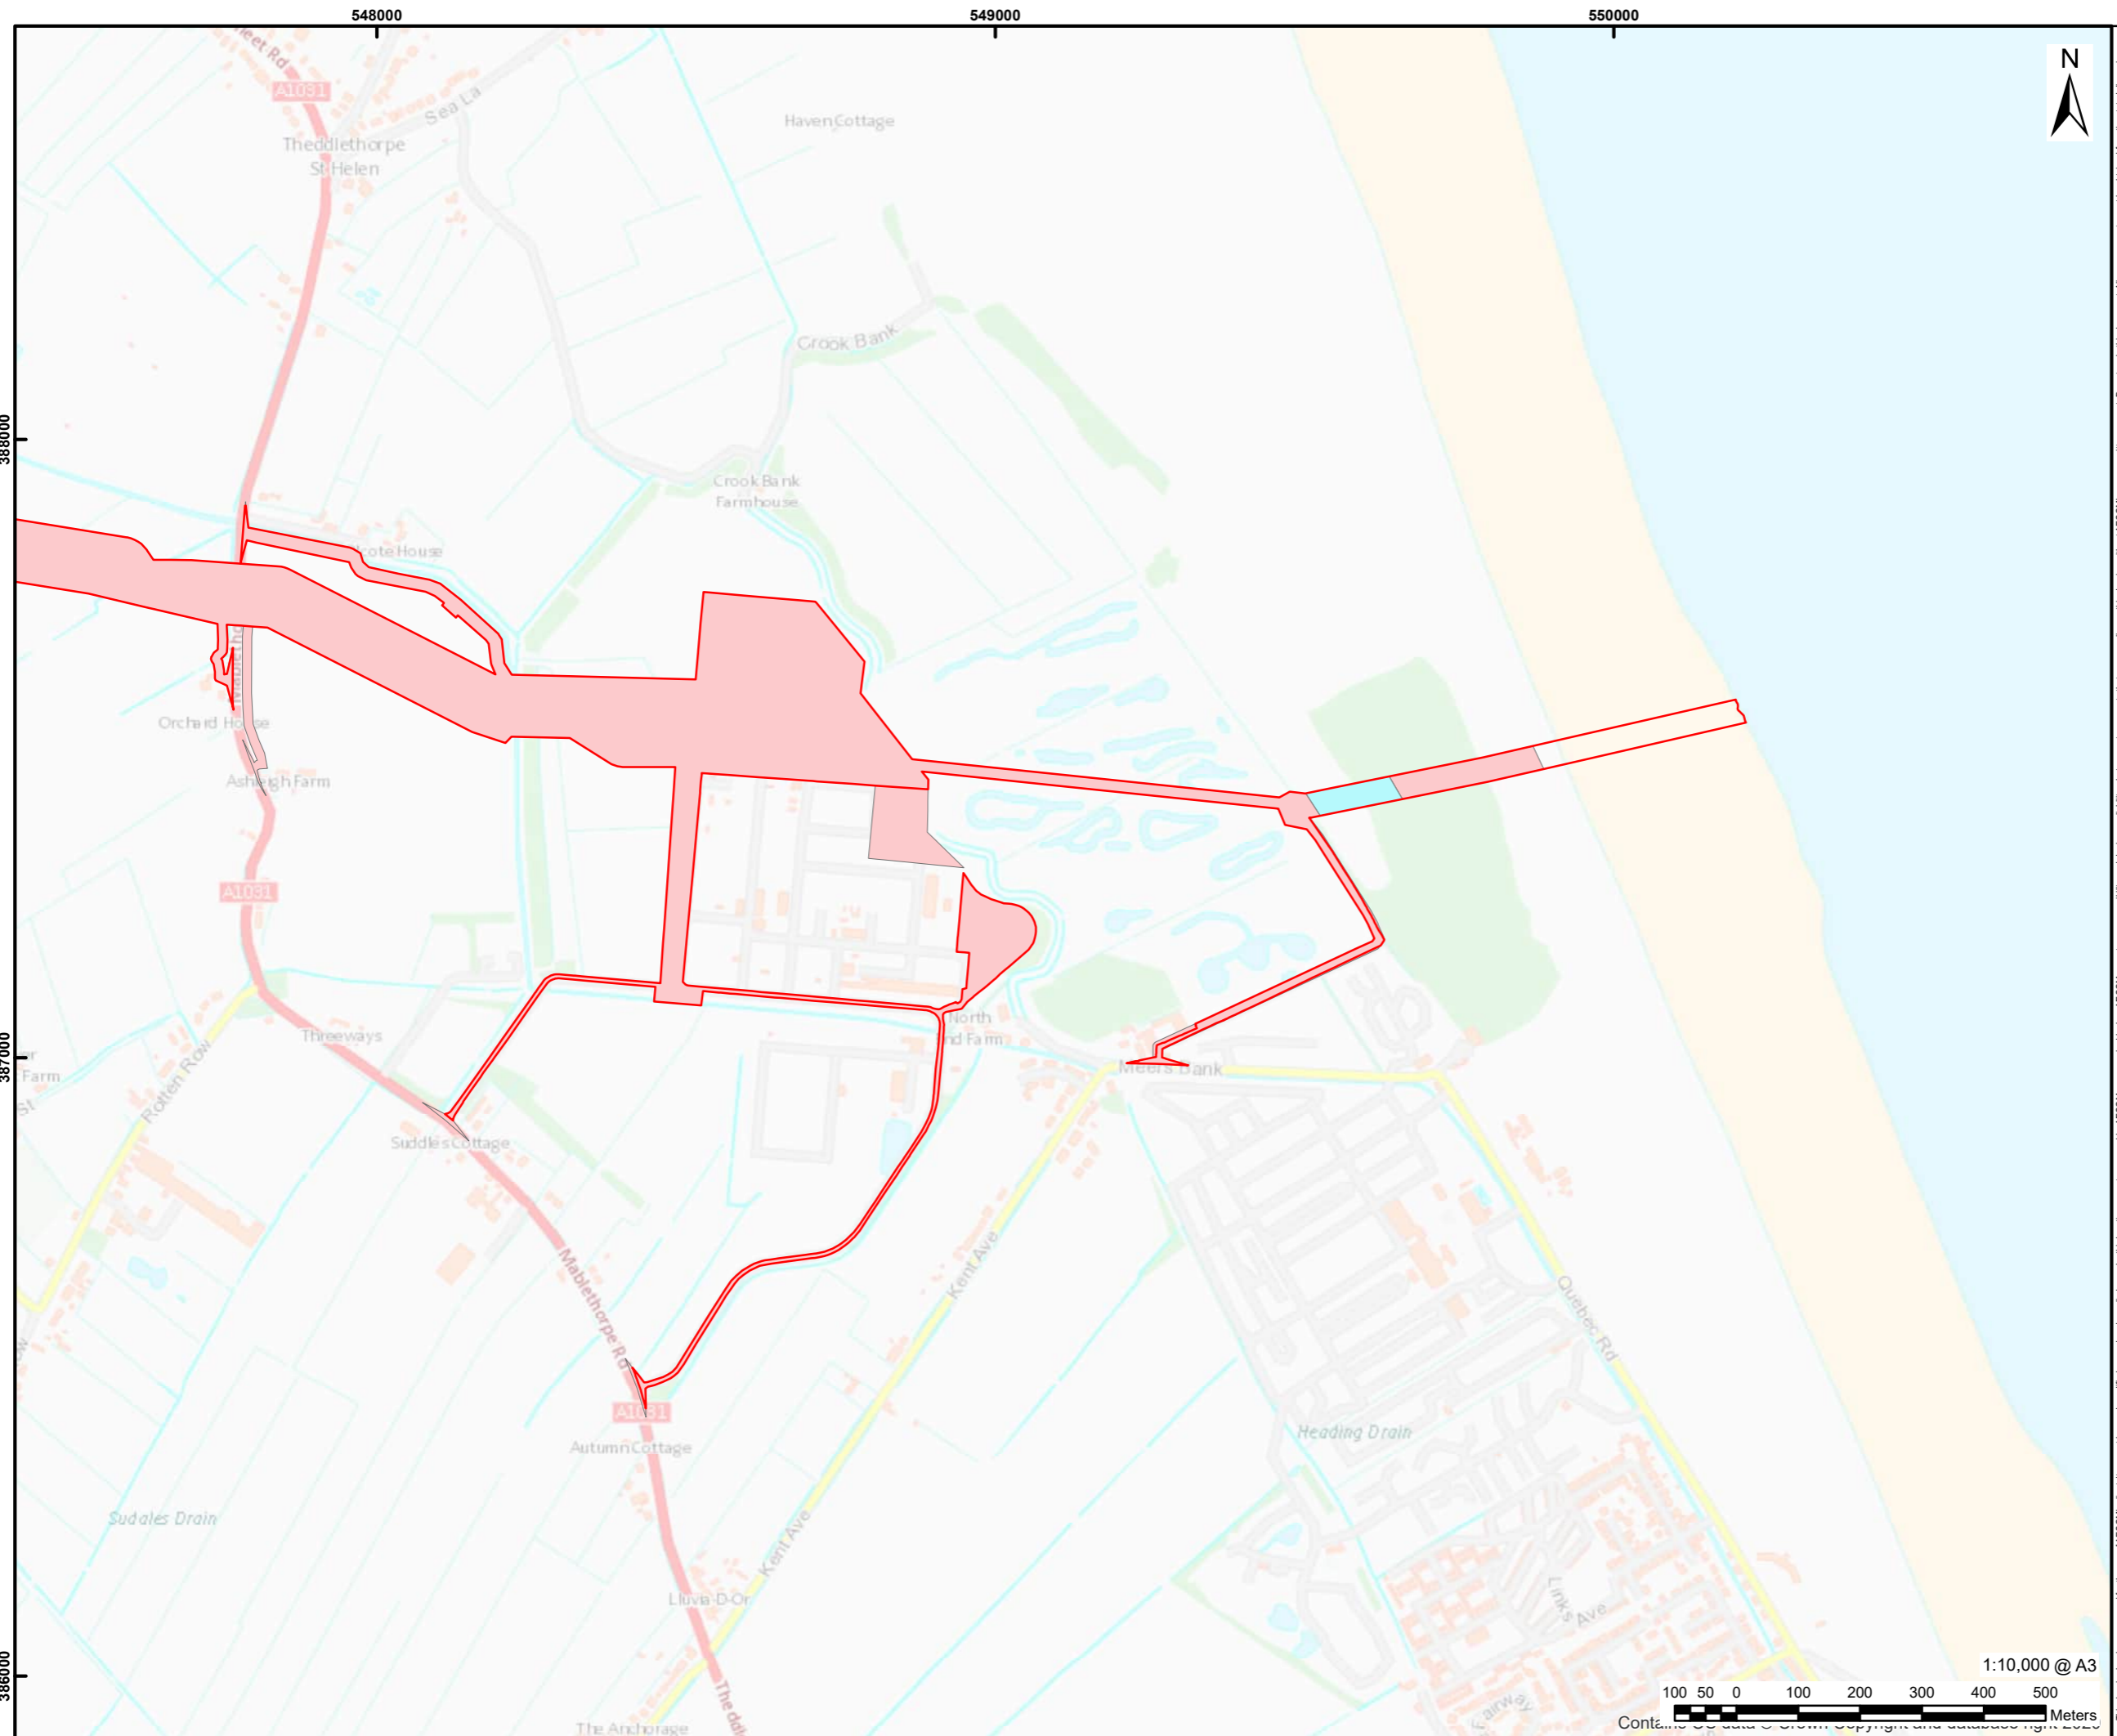 548000
549000
550000
N
A1031
Sea La
Haven Cottage
Theddlethorpe
St Helen
Crook Bank
388000
Crook Bank
Farmhouse
cote House
Orchard House
Ashleigh Farm
A1031
North
nd Farm
Threeways
387000
Meers Bank
Farm
St
Rotten Row
Suddles Cottage
Kent Ave
Mablethorpe Rd
Quebec Rd
A1031
Heading Drain
Autumn Cottage
Sudales Drain
Kent Ave
Lluvia-D-Or
Links Ave
386000
1:10,000 @ A3
100 50 0 100 200 300 400 500
Meters
Fairway
The Anchorage